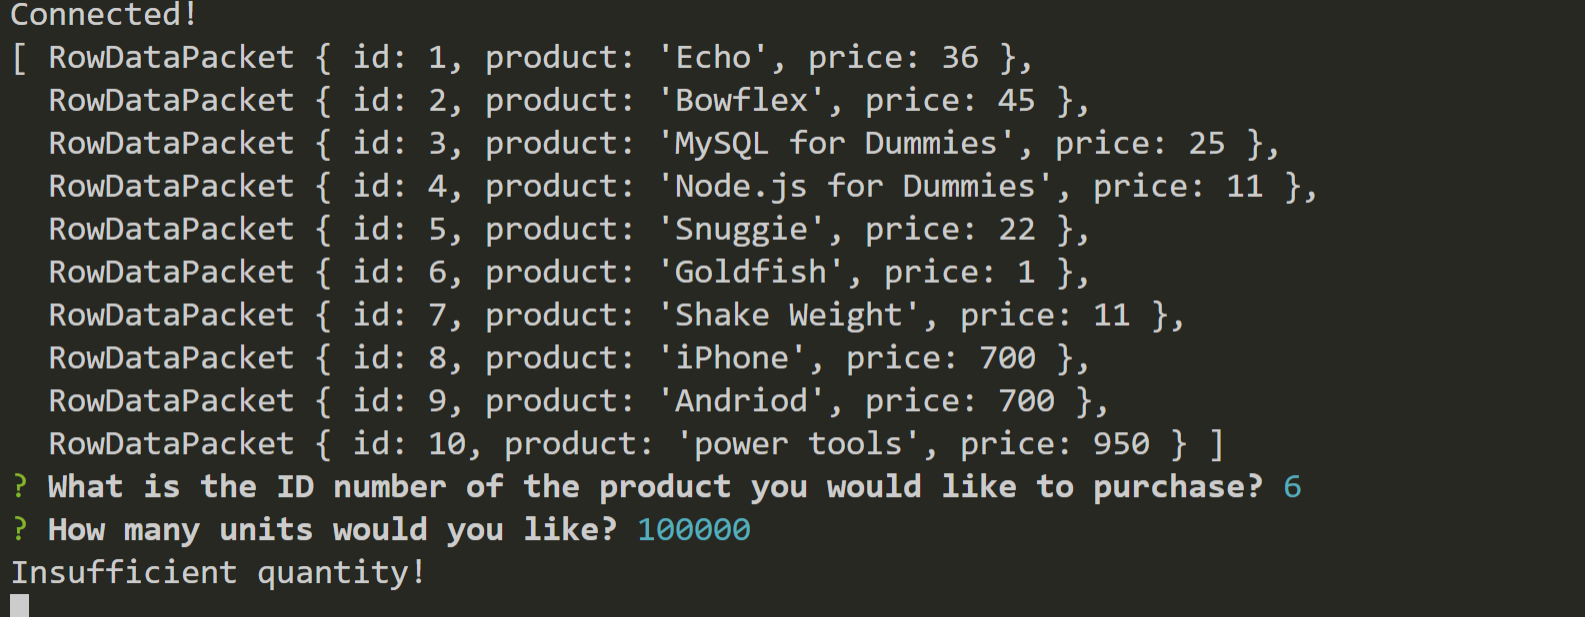 Connected!
[ RowDataPacket { id: 1, product: 'Echo', price: 36 },
  RowDataPacket { id: 2, product: 'Bowflex', price: 45 },
  RowDataPacket { id: 3, product: 'MySQL for Dummies', price: 25 },
  RowDataPacket { id: 4, product: 'Node.js for Dummies', price: 11 },
  RowDataPacket { id: 5, product: 'Snuggie', price: 22 },
  RowDataPacket { id: 6, product: 'Goldfish', price: 1 },
  RowDataPacket { id: 7, product: 'Shake Weight', price: 11 },
  RowDataPacket { id: 8, product: 'iPhone', price: 700 },
  RowDataPacket { id: 9, product: 'Andriod', price: 700 },
  RowDataPacket { id: 10, product: 'power tools', price: 950 } ]
? What is the ID number of the product you would like to purchase? 6
? How many units would you like? 100000
Insufficient quantity!